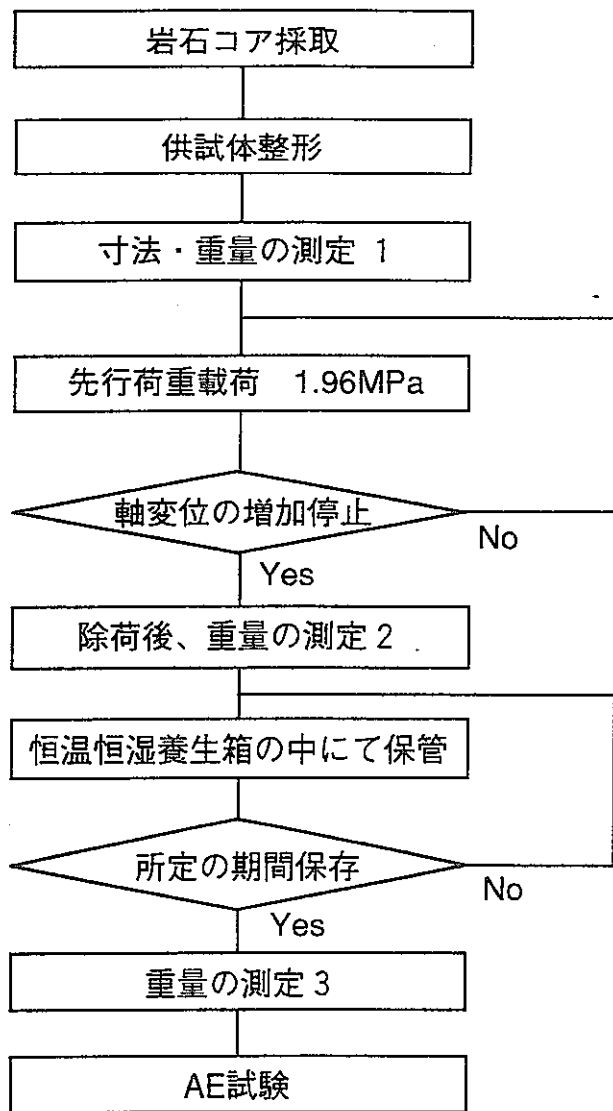 岩石コア採取
供試体整形
寸法・重量の測定 1
先行荷重載荷　1.96MPa
軸変位の増加停止
No
Yes
除荷後、重量の測定 2
恒温恒湿養生箱の中にて保管
所定の期間保存
No
Yes
重量の測定 3
AE試験